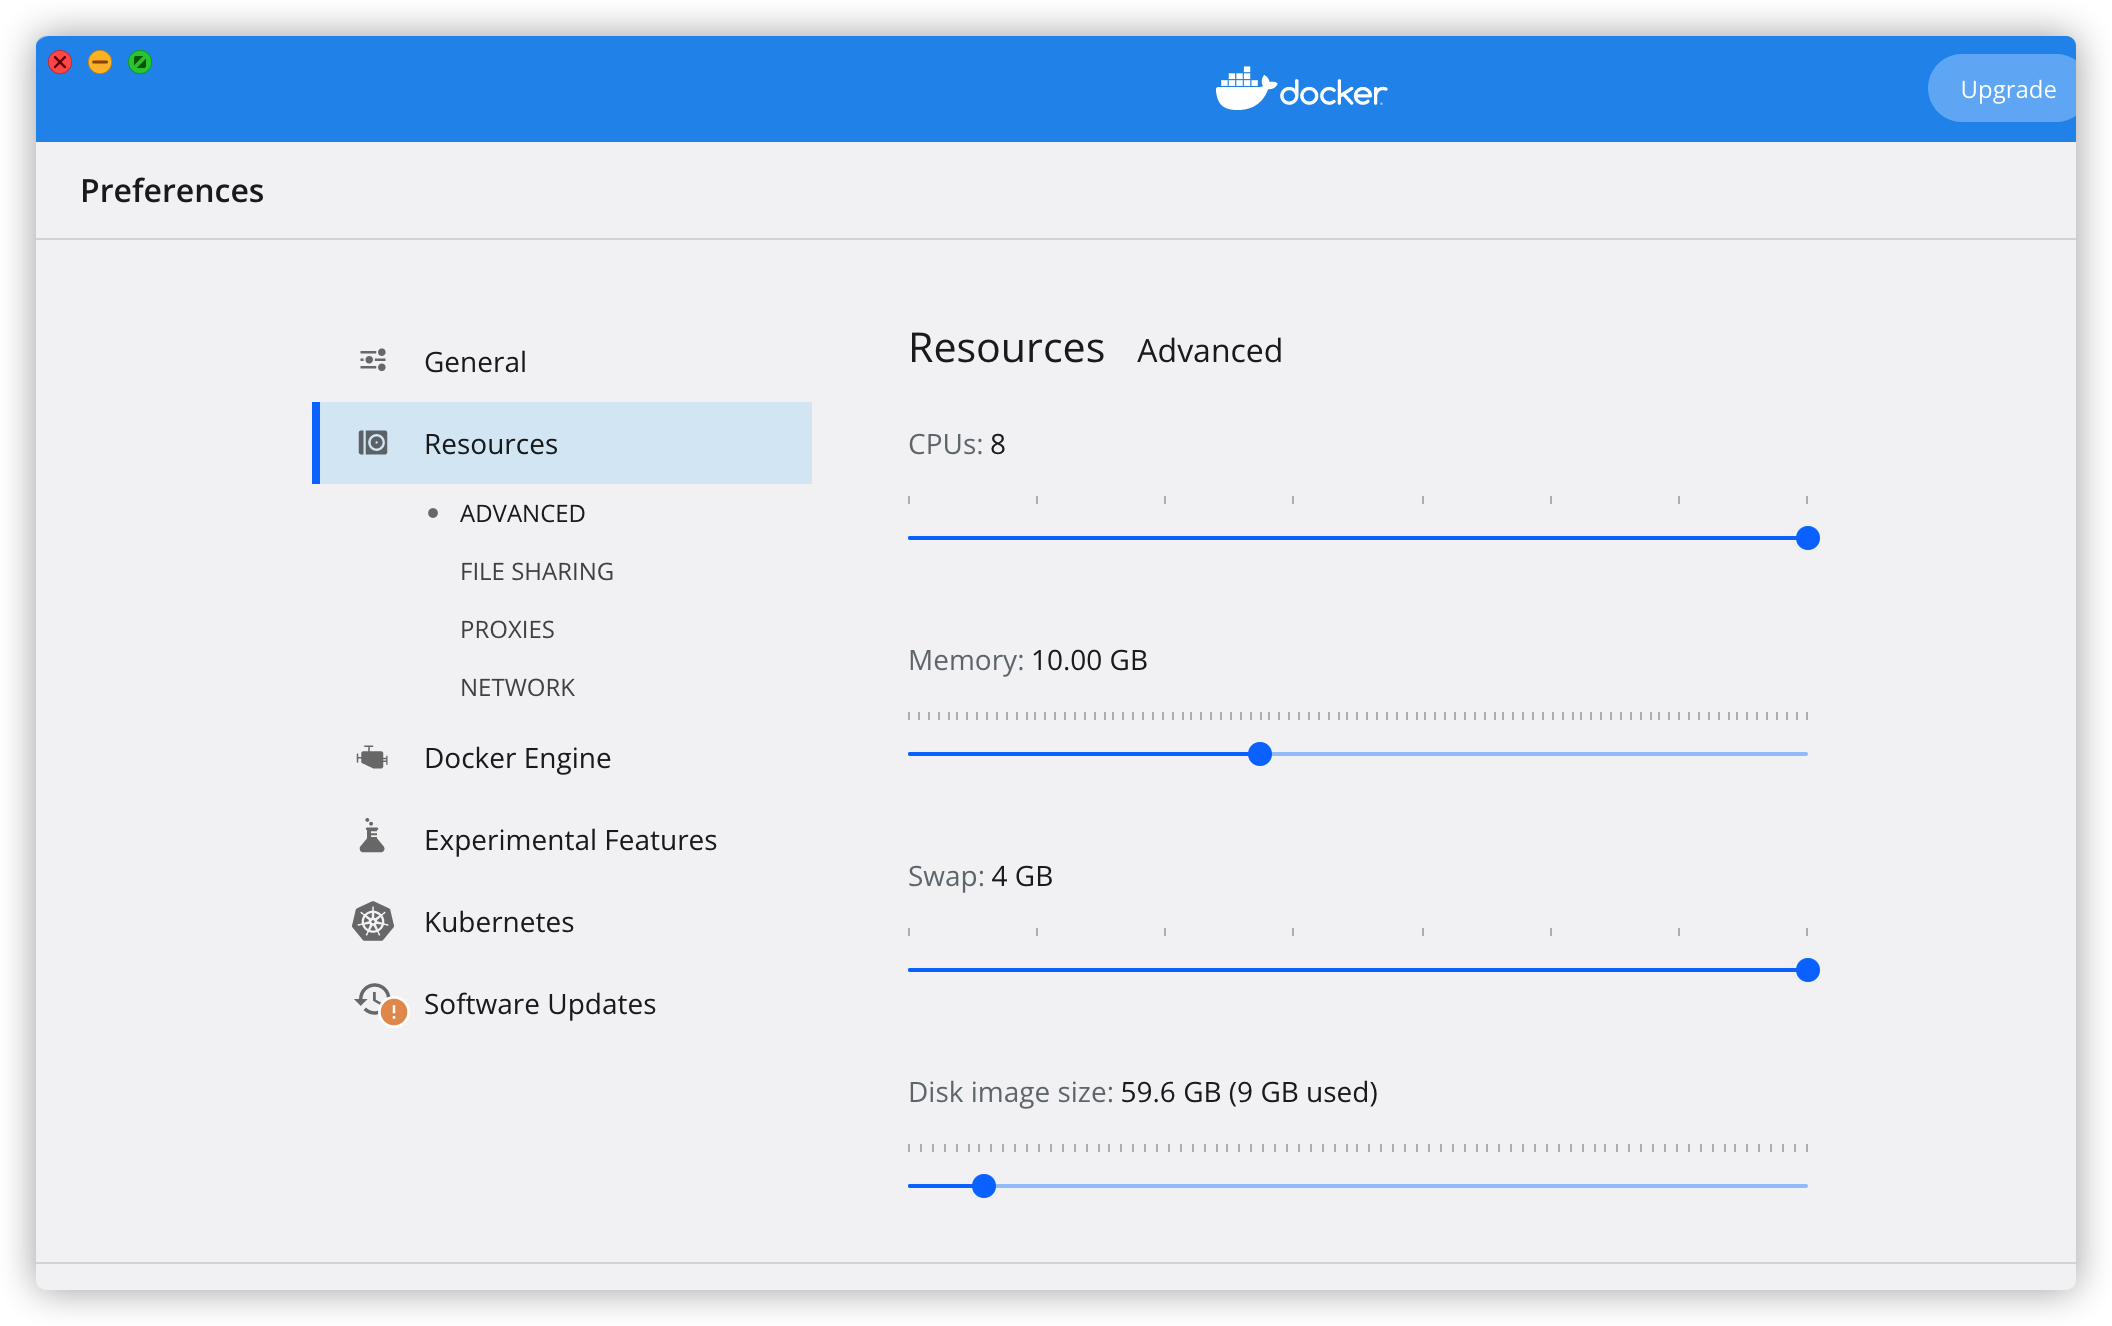 docker
Upgrade
Preferences
General
Resources
ADVANCED
FILE SHARING
PROXIES
NETWORK
Docker Engine
Experimental Features
Kubernetes
Software Updates
Resources Advanced
CPUs: 8
Memory: 10.00 GB
Swap: 4 GB
Disk image size: 59.6 GB (9 GB used)